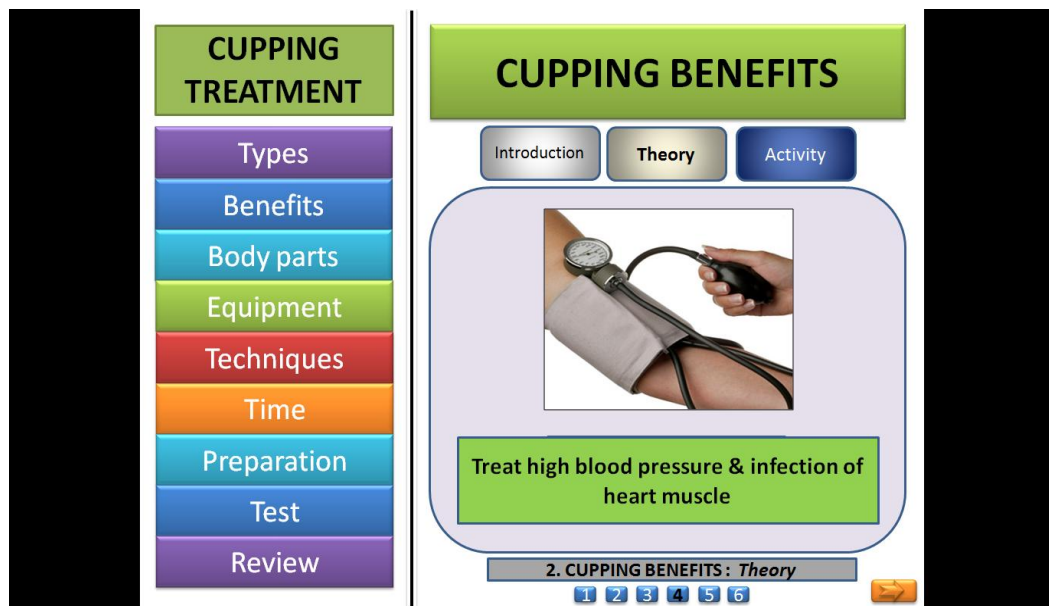 CUPPING
TREATMENT
Types
Benefits
Body parts
Equipment
Techniques
Time
Preparation
Test
Review
CUPPING BENEFITS
Introduction
Theory
Activity
Treat high blood pressure & infection of
heart muscle
2. CUPPING BENEFITS : Theory
1 2 3 4 5 6